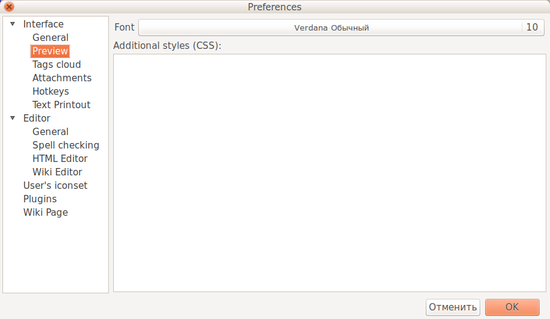 Preferences
Interface
General
Preview
Tags cloud
Attachments
Hotkeys
Text Printout
Editor
General
Spell checking
HTML Editor
Wiki Editor
User's iconset
Plugins
Wiki Page
Font Verdana Обычный 10
Additional styles (CSS):
Отменить OK